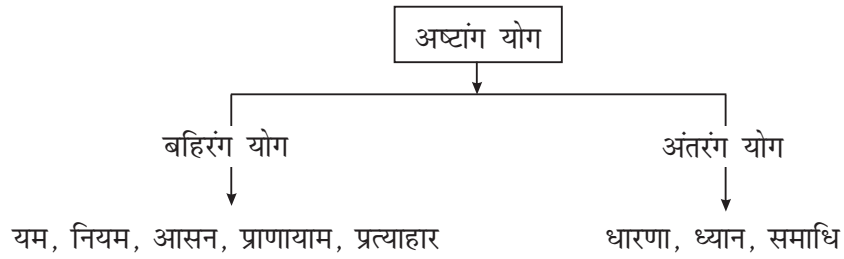 अष्टांग योग
बहिरंग योग
अंतरंग योग
यम, नियम, आसन, प्राणायाम, प्रत्याहार
धारणा, ध्यान, समाधि